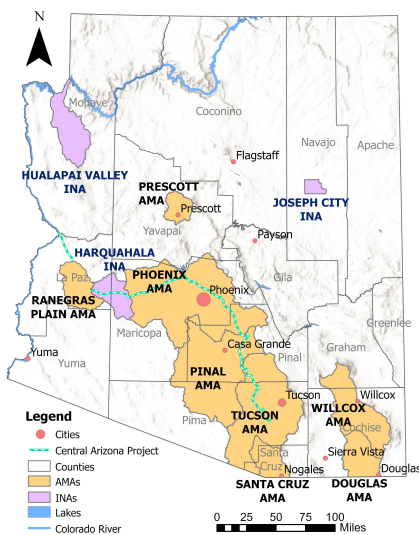 N
Mohave
Coconino
Navajo
Apache
Flagstaff
HUALAPAI VALLEY
INA
PRESCOTT
AMA
Prescott
Yavapai
JOSEPH CITY
INA
Payson
HARQUAHALA
INA
PHOENIX
AMA
Gila
La Paz
Phoenix
RANEGRAS
PLAIN AMA
Maricopa
Greenlee
Yuma
Yuma
Casa Grande
Graham
PINAL
AMA
Pinal
Tucson
WILLCOX
AMA
Willcox
Pima
TUCSON
AMA
Cochise
Santa
Cruz
Sierra Vista
Nogales
Douglas
SANTA CRUZ
AMA
DOUGLAS
AMA
Legend
Cities
Central Arizona Project
Counties
AMAs
INAs
Lakes
Colorado River
0 25 50 100
Miles